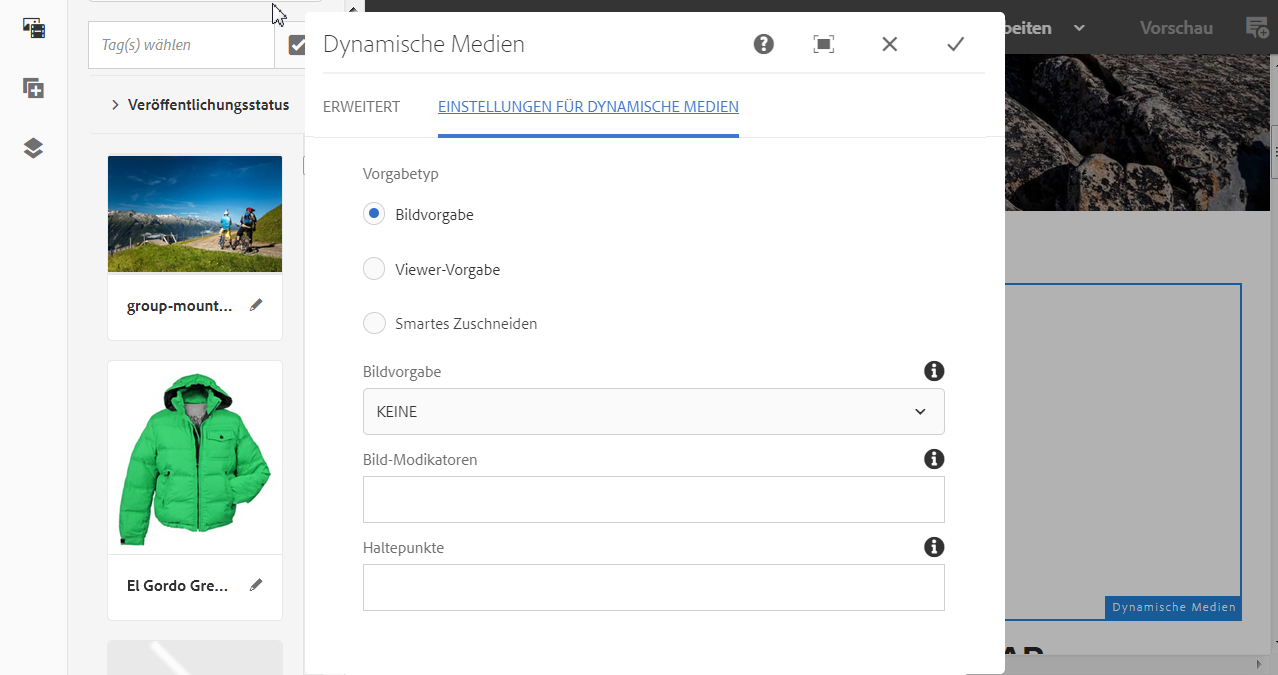 Tag(s) wählen
Veröffentlichungsstatus
group-mount...
El Gordo Gre...
Dynamische Medien
ERWEITERT
EINSTELLUNGEN FÜR DYNAMISCHE MEDIEN
Vorgabetyp
Bildvorgabe
Viewer-Vorgabe
Smartes Zuschneiden
Bildvorgabe
KEINE
Bild-Modikatoren
Haltepunkte
beiten
Vorschau
Dynamische Medien